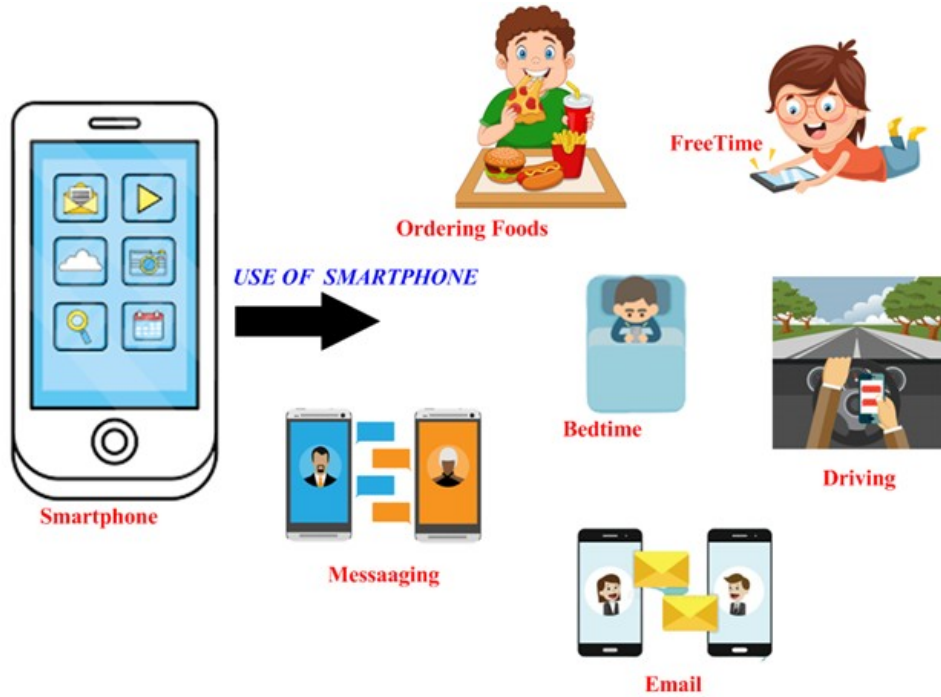 Ordering Foods
FreeTime
USE OF SMARTPHONE
Smartphone
Bedtime
Driving
Messaaging
Email